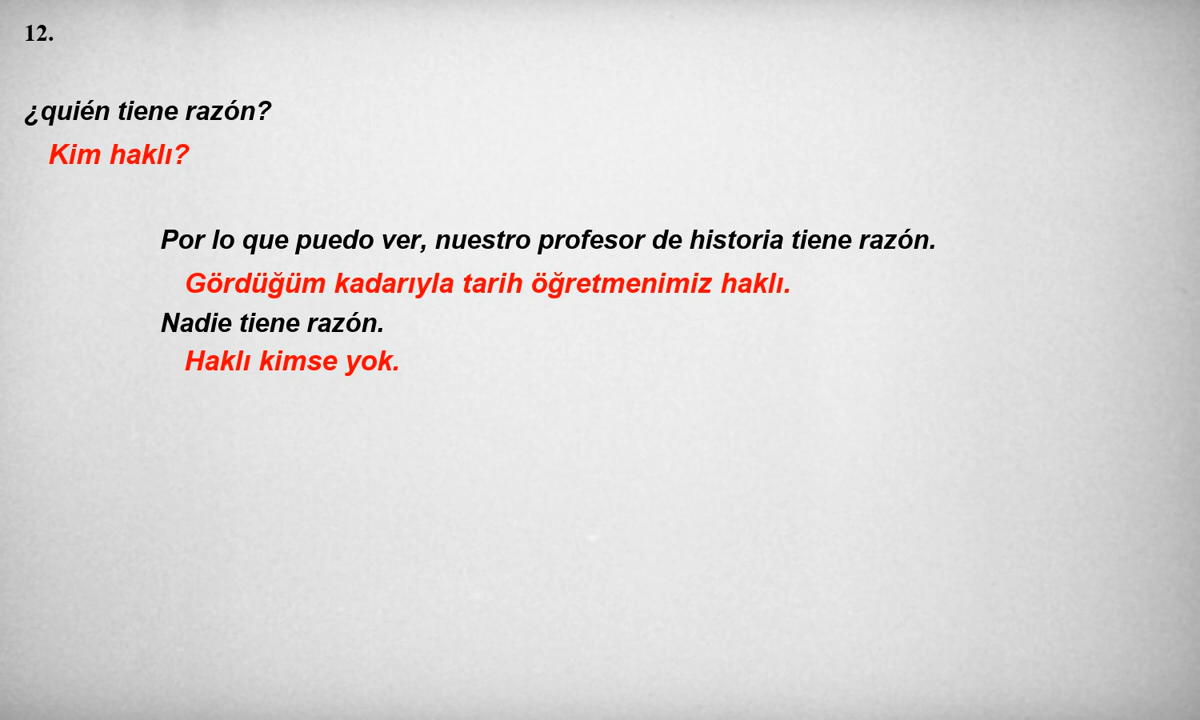 12.
¿quién tiene razón?
Kim haklı?
Por lo que puedo ver, nuestro profesor de historia tiene razón.
Gördüğüm kadarıyla tarih öğretmenimiz haklı.
Nadie tiene razón.
Haklı kimse yok.